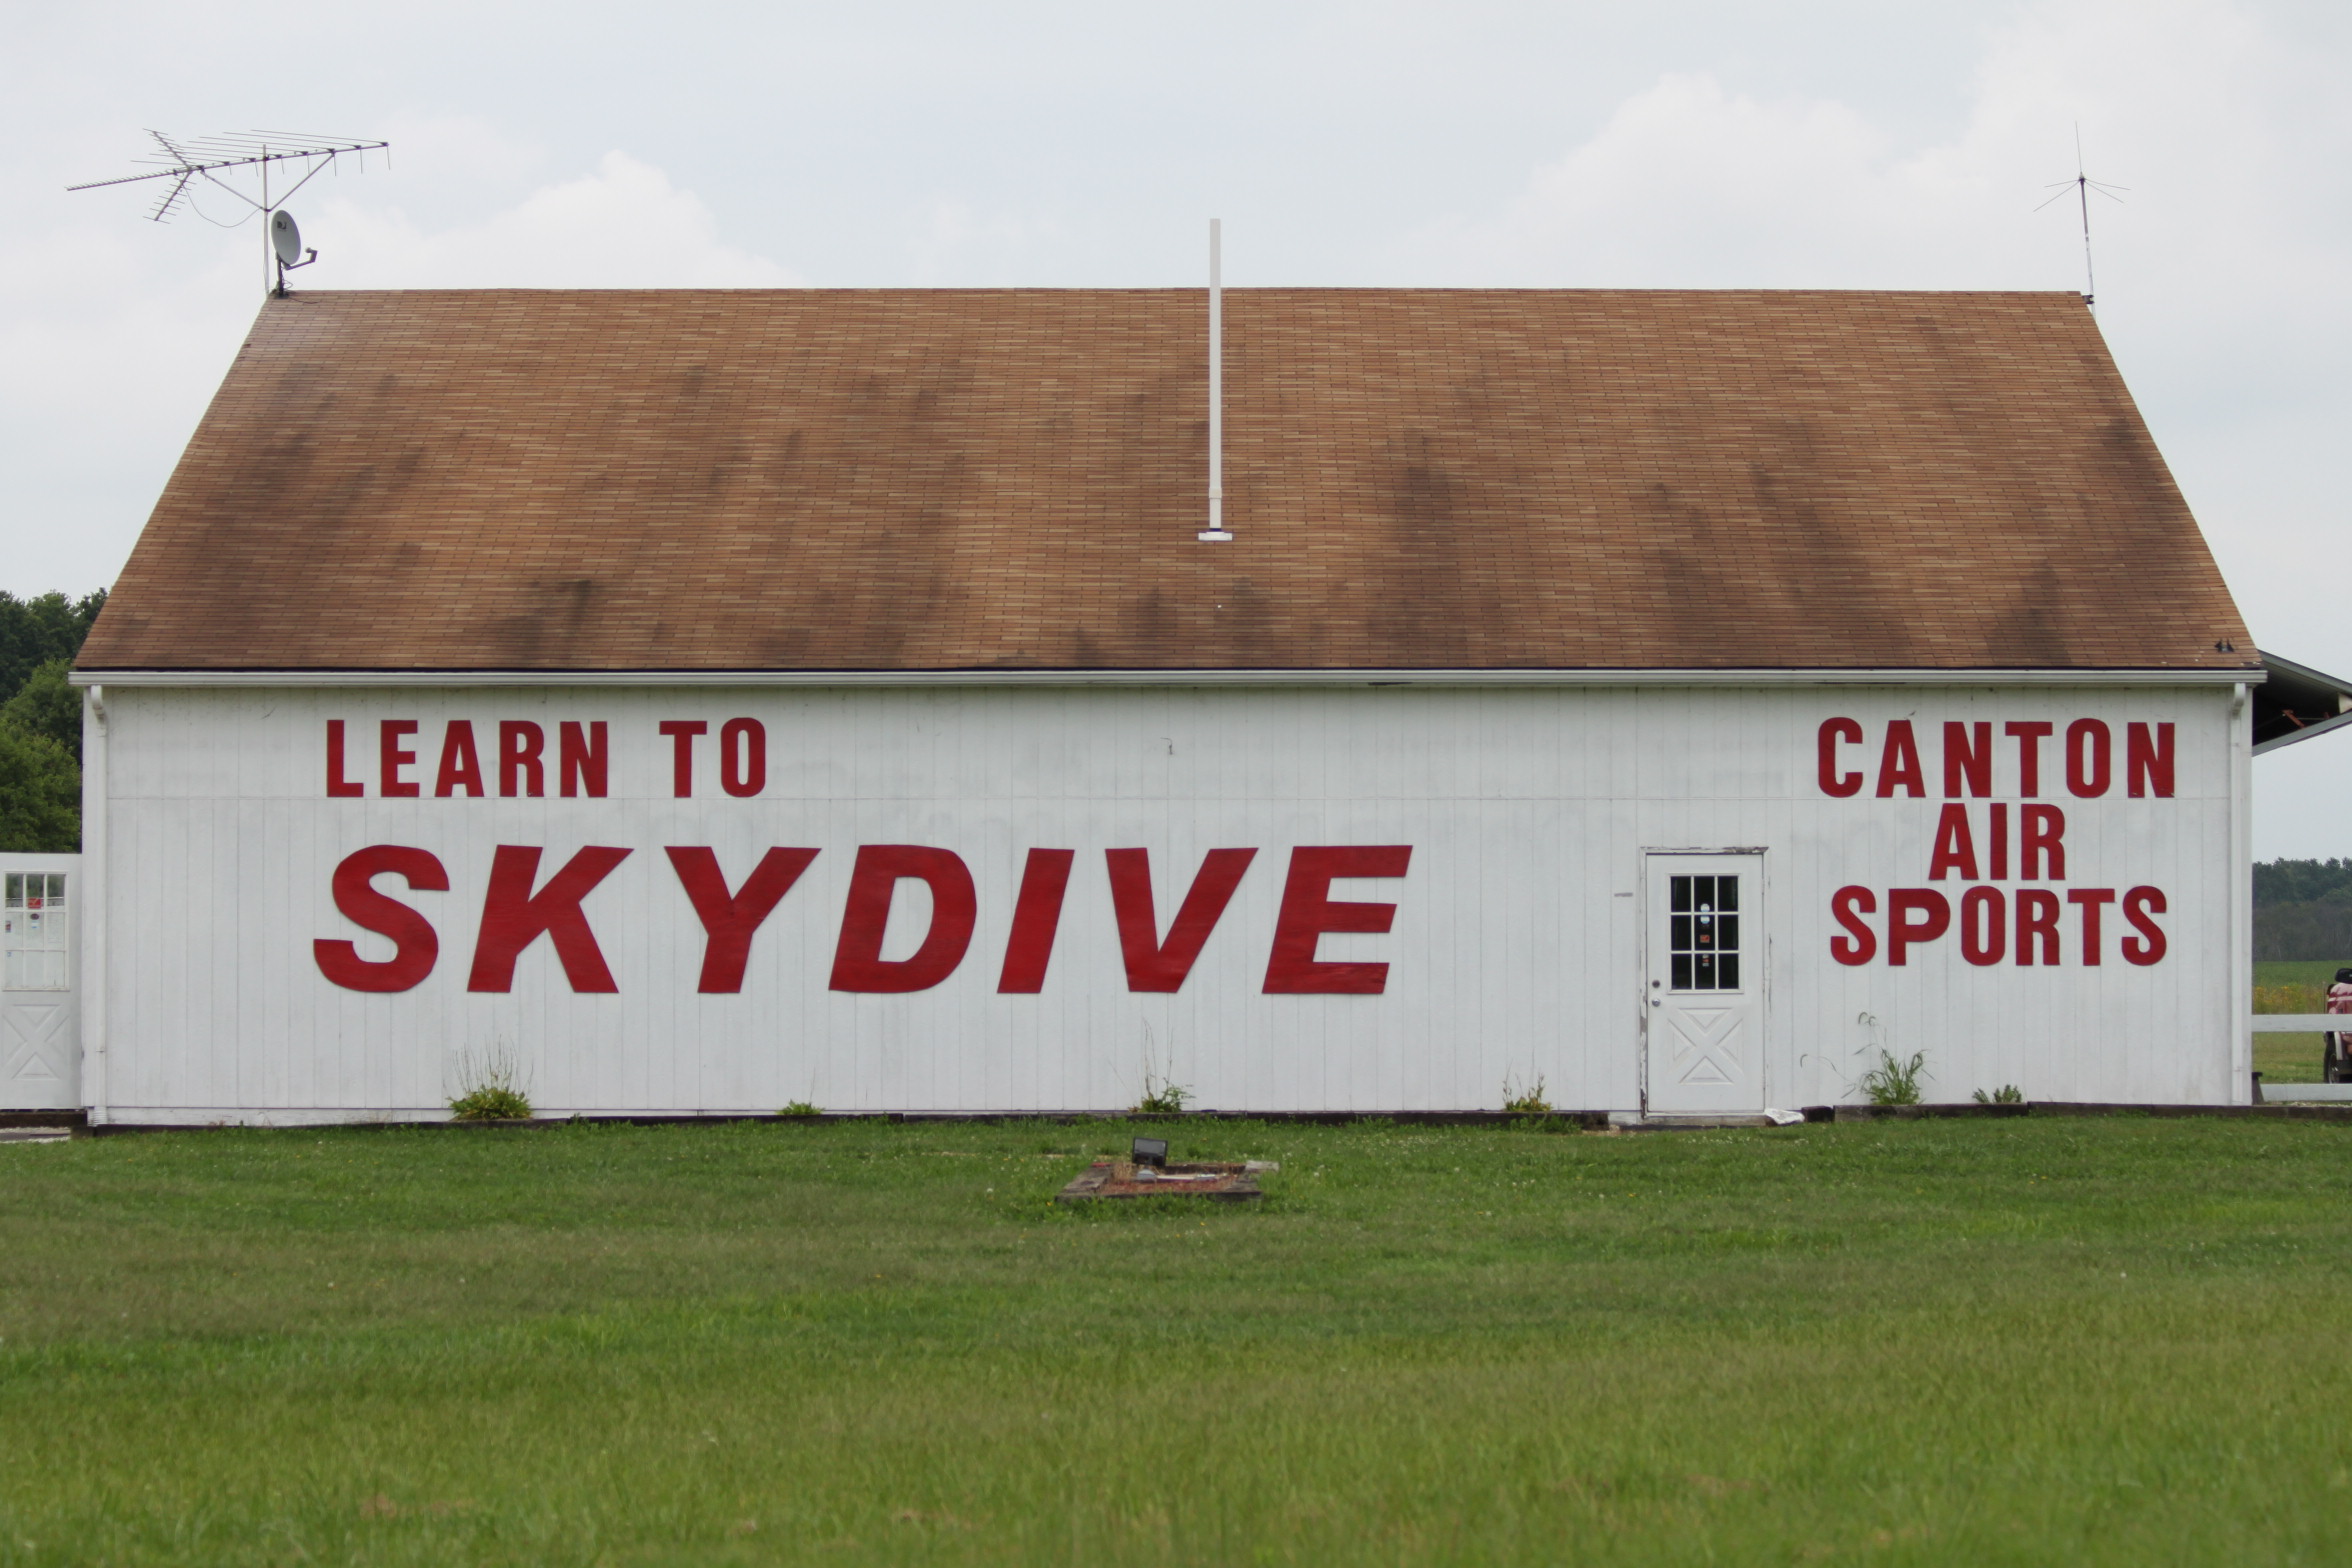 LEARN TO
SKYDIVE
CANTON
AIR
SPORTS